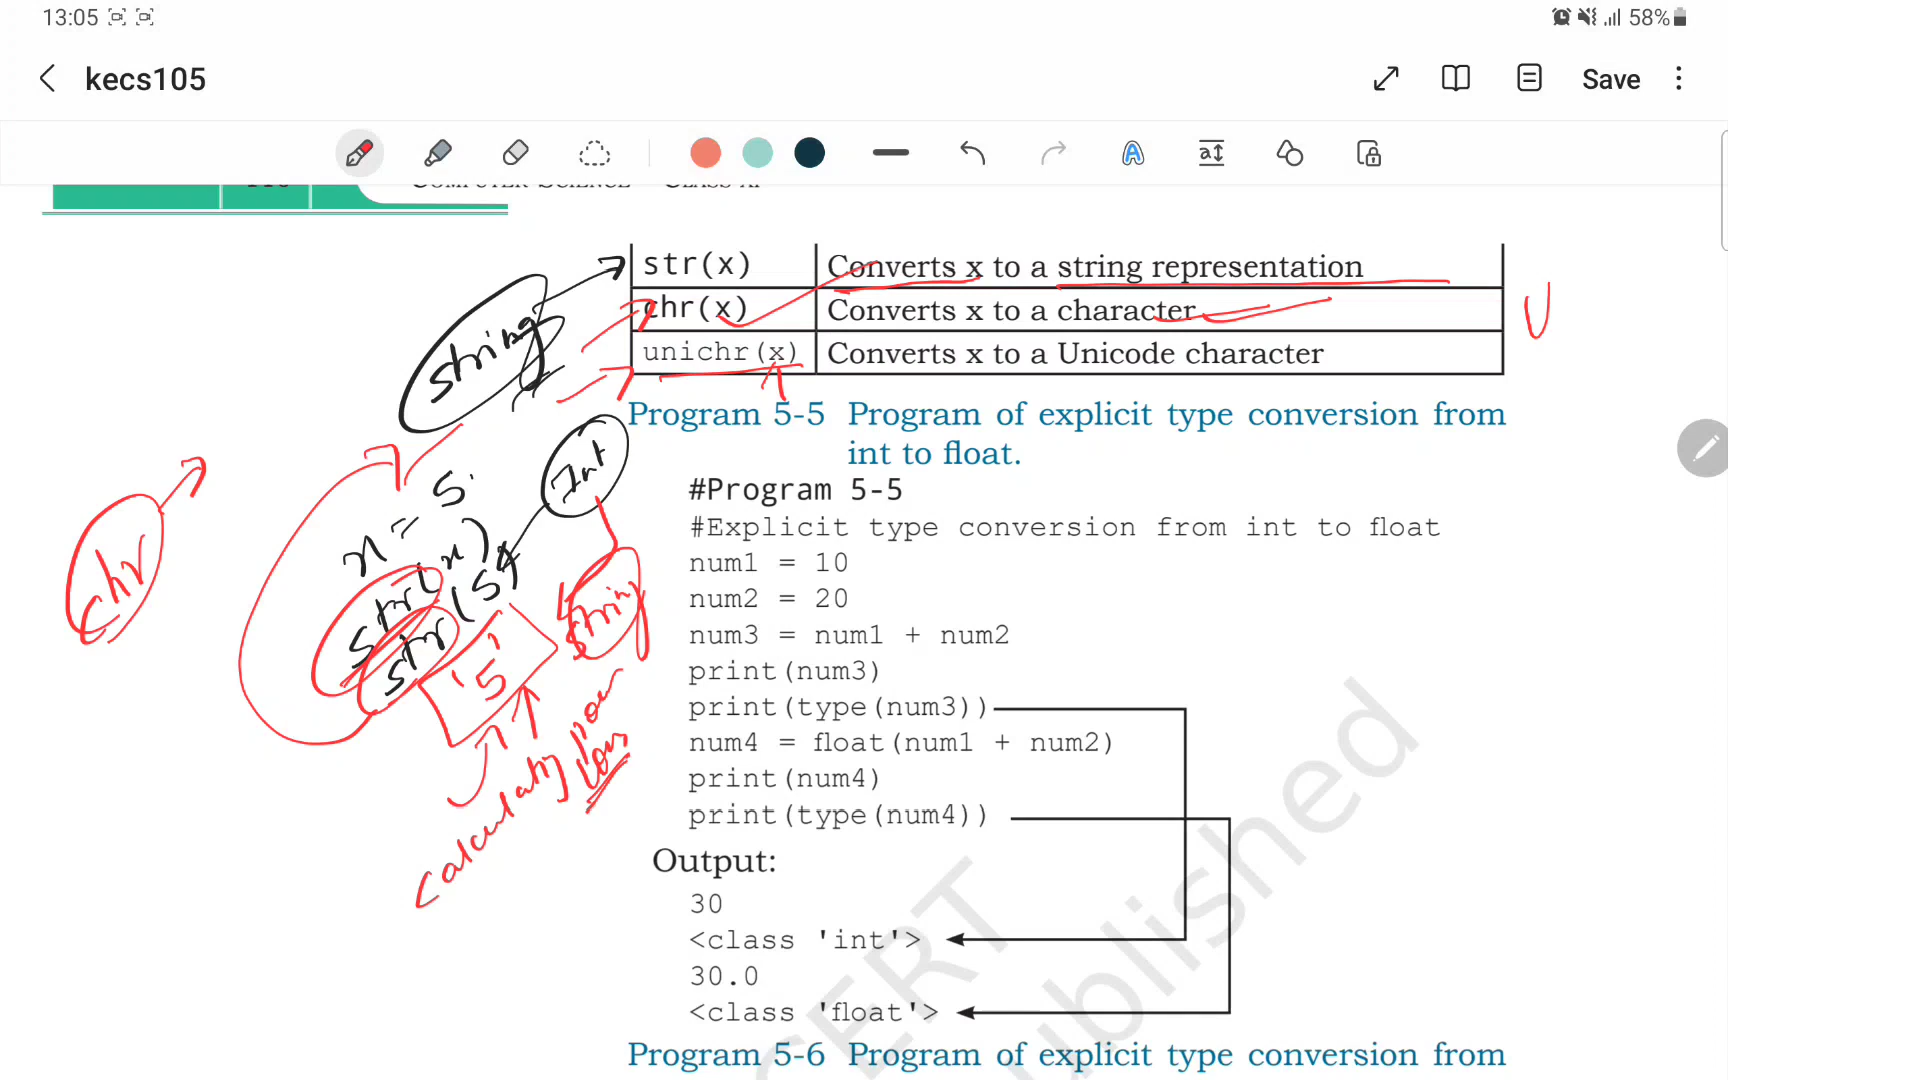 13:05 58%
kecs105 Save
COMPUTER SCIENCE CLASS XI
str(x) Converts x to a string representation
chr(x) Converts x to a character
unichr(x) Converts x to a Unicode character
string
Program 5-5 Program of explicit type conversion from
int to float.
Int
chr
n = 5
str(n)
str(5)
'5'
string
#Program 5-5
#Explicit type conversion from int to float
num1 = 10
num2 = 20
num3 = num1 + num2
print(num3)
print(type(num3))
num4 = float(num1 + num2)
print(num4)
print(type(num4))
Output:
30
<class 'int'>
30.0
<class 'float'>
Program 5-6 Program of explicit type conversion from